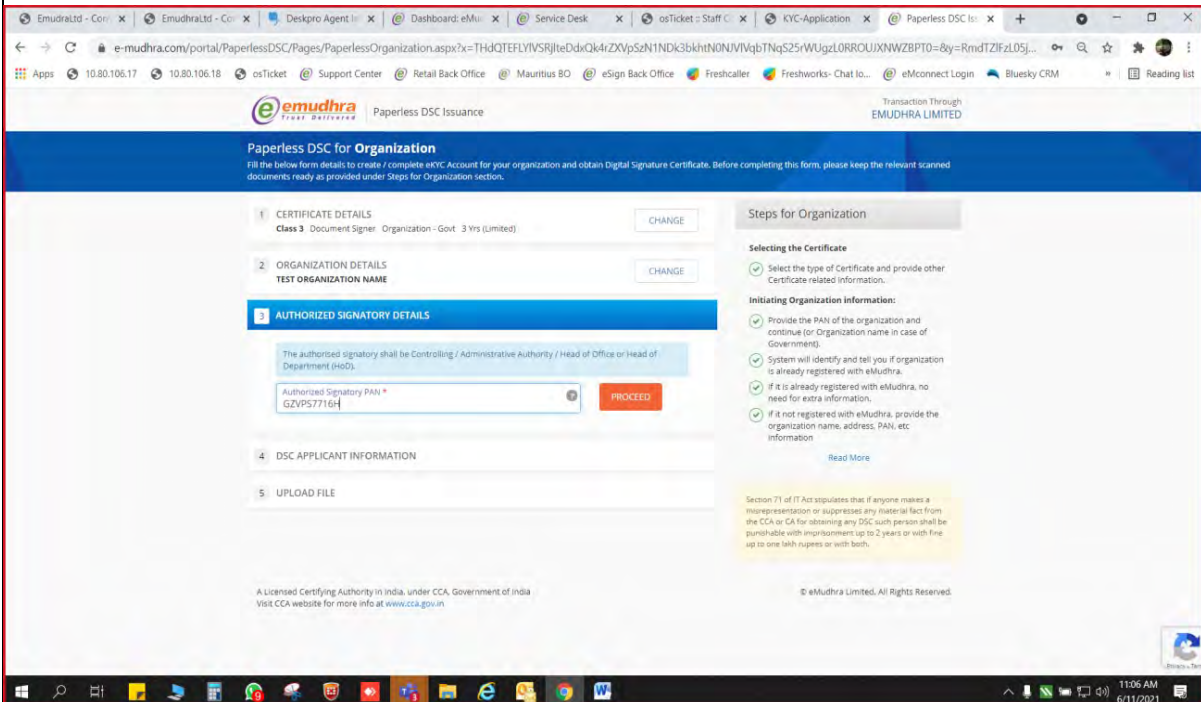 EmudraLtd - Com
EmudhraLtd - Co
Deskpro Agent In
Dashboard: eMu
Service Desk
osTicket :: Staff C
KYC-Application
Paperless DSC Iss
e-mudhra.com/portal/PaperlessDSC/Pages/PaperlessOrganization.aspx?
Apps
10.80.106.17
10.80.106.18
osTicket
Support Center
Retail Back Office
Mauritius BO
eSign Back Office
Freshcaller
Freshworks- Chat lo...
eMconnect Login
Bluesky CRM
»
Reading list
emudhra
Trust Delivered
Paperless DSC Issuance
Transaction Through
EMUDHRA LIMITED
Paperless DSC for Organization
Fill the below form details to create / complete eKYC Account for your organization and obtain Digital Signature Certificate. Before completing this form, please keep the relevant scanned
documents ready as provided under Steps for Organization section.
1 CERTIFICATE DETAILS
Class 3 Document Signer Organization - Govt 3 Yrs (Limited)
CHANGE
2 ORGANIZATION DETAILS
TEST ORGANIZATION NAME
CHANGE
3 AUTHORIZED SIGNATORY DETAILS
The authorised signatory shall be Controlling / Administrative Authority / Head of Office or Head of
Department (HoD).
Authorized Signatory PAN *
GZVPS7716H
PROCEED
4 DSC APPLICANT INFORMATION
5 UPLOAD FILE
Steps for Organization
Selecting the Certificate
Select the type of Certificate and provide other
Certificate related information.
Initiating Organization information:
Provide the PAN of the organization and
continue (or Organization name in case of
Government).
System will identify and tell you if organization
is already registered with eMudhra.
If it is already registered with eMudhra, no
need for extra information.
If it not registered with eMudhra, provide the
organization name, address, PAN, etc
information
Read More
Section 71 of IT Act stipulates that if anyone makes a
misrepresentation or suppresses any material fact from
the CCA or CA for obtaining any DSC such person shall be
punishable with imprisonment up to 2 years or with fine
up to one lakh rupees or with both.
A Licensed Certifying Authority in India, under CCA, Government of India
Visit CCA website for more info at www.cca.gov.in
© eMudhra Limited, All Rights Reserved.
Privacy - Ter
11:06 AM
6/11/2021